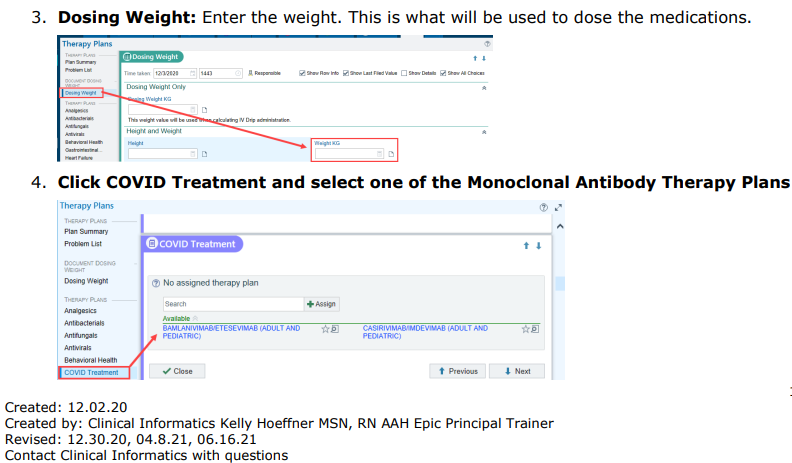 3. Dosing Weight: Enter the weight. This is what will be used to dose the medications.
Therapy Plans
THERAPY PLANS
Plan Summary
Problem List
DOCUMENT DOSING
WEIGHT
Dosing Weight
THERAPY PLANS
Analgesics
Antibacterials
Antifungals
Antivirals
Behavioral Health
Gastrointestinal...
Heart Failure
Dosing Weight
Time taken: 12/3/2020 1443 Responsible Show Row Info Show Last Filed Value Show Details Show All Choices
Dosing Weight Only
Dosing Weight KG
This weight value will be used when calculating IV Drip administration
Height and Weight
Height Weight KG
4. Click COVID Treatment and select one of the Monoclonal Antibody Therapy Plans
Therapy Plans
THERAPY PLANS
Plan Summary
Problem List
DOCUMENT DOSING
WEIGHT
Dosing Weight
THERAPY PLANS
Analgesics
Antibacterials
Antifungals
Antivirals
Behavioral Health
COVID Treatment
COVID Treatment
No assigned therapy plan
Search Assign
Available
BAMLANIVIMAB/ETESEVIMAB (ADULT AND
PEDIATRIC)
CASIRIVIMAB/IMDEVIMAB (ADULT AND
PEDIATRIC)
Close Previous Next
Created: 12.02.20
Created by: Clinical Informatics Kelly Hoeffner MSN, RN AAH Epic Principal Trainer
Revised: 12.30.20, 04.8.21, 06.16.21
Contact Clinical Informatics with questions